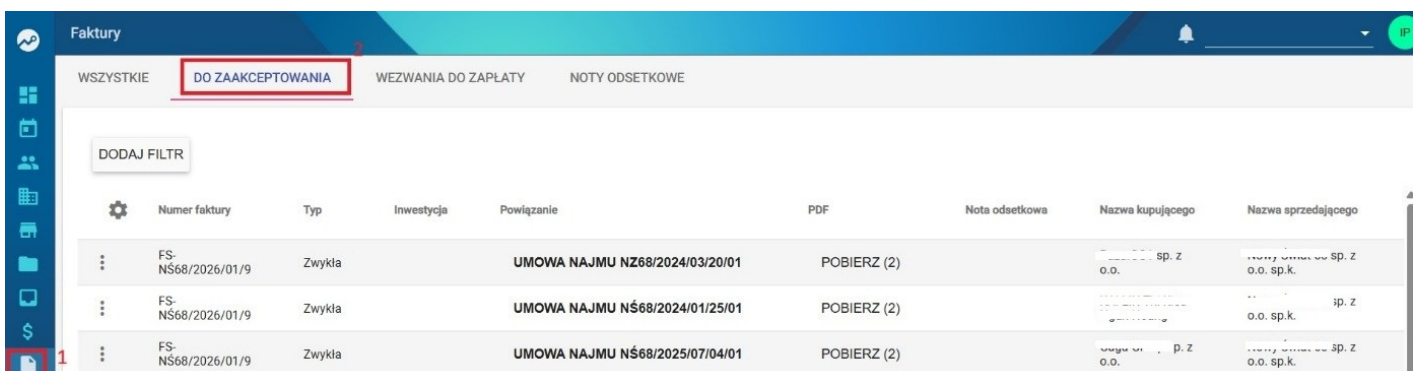 Faktury
IP
2
WSZYSTKIE DO ZAAKCEPTOWANIA WEZWANIA DO ZAPŁATY NOTY ODSETKOWE
DODAJ FILTR
Numer faktury Typ Inwestycja Powiązanie PDF Nota odsetkowa Nazwa kupującego Nazwa sprzedającego
FS-
NŚ68/2026/01/9 Zwykła UMOWA NAJMU NZ68/2024/03/20/01 POBIERZ (2) sp. z
o.o. sp. z
o.o. sp.k.
FS-
NŚ68/2026/01/9 Zwykła UMOWA NAJMU NŚ68/2024/01/25/01 POBIERZ (2) sp. z
o.o. sp.k.
1
FS-
NŚ68/2026/01/9 Zwykła UMOWA NAJMU NŚ68/2025/07/04/01 POBIERZ (2) p. z
o.o. sp. z
o.o. sp.k.